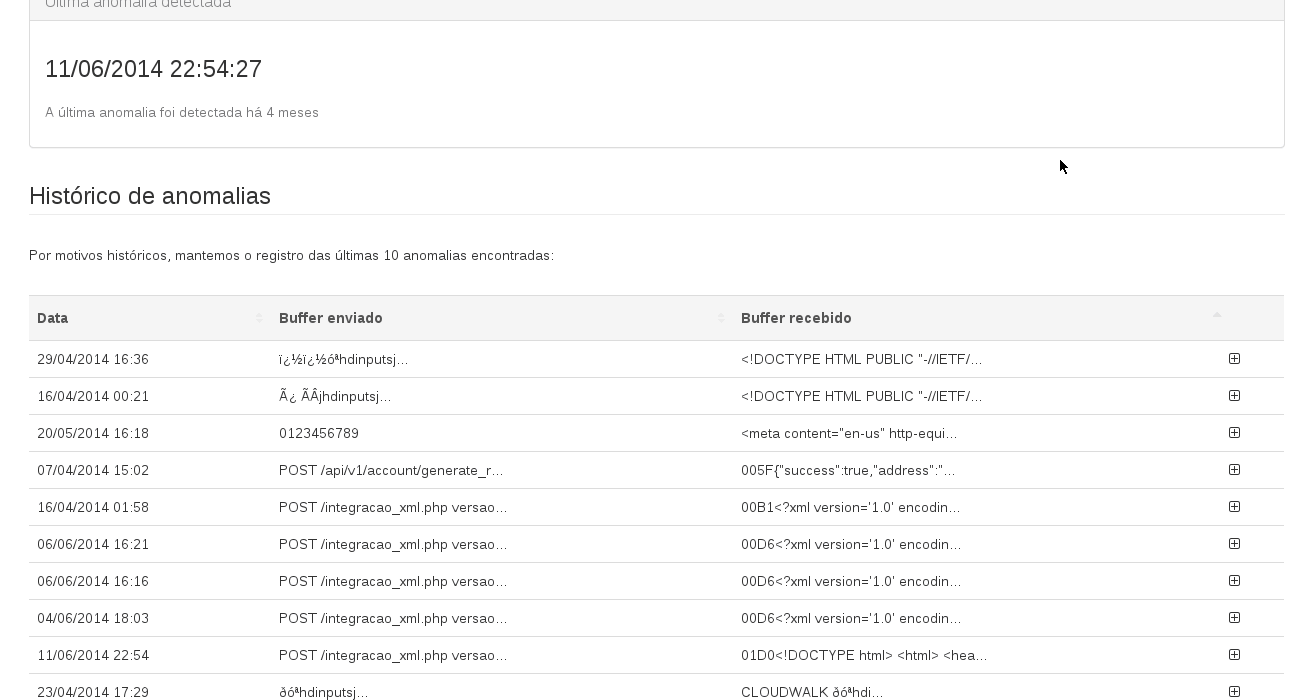 Última anomalia detectada
11/06/2014 22:54:27
A última anomalia foi detectada há 4 meses
Histórico de anomalias
Por motivos históricos, mantemos o registro das últimas 10 anomalias encontradas:
Data Buffer enviado Buffer recebido
29/04/2014 16:36 ï¿½ï¿½óªhdinputsj... <!DOCTYPE HTML PUBLIC "-//IETF/...
16/04/2014 00:21 Ã¿ ÃÂjhdinputsj... <!DOCTYPE HTML PUBLIC "-//IETF/...
20/05/2014 16:18 0123456789 <meta content="en-us" http-equi...
07/04/2014 15:02 POST /api/v1/account/generate_r... 005F{"success":true,"address":"...
16/04/2014 01:58 POST /integracao_xml.php versao... 00B1<?xml version='1.0' encodin...
06/06/2014 16:21 POST /integracao_xml.php versao... 00D6<?xml version='1.0' encodin...
06/06/2014 16:16 POST /integracao_xml.php versao... 00D6<?xml version='1.0' encodin...
04/06/2014 18:03 POST /integracao_xml.php versao... 00D6<?xml version='1.0' encodin...
11/06/2014 22:54 POST /integracao_xml.php versao... 01D0<!DOCTYPE html> <html> <hea...
23/04/2014 17:29 ðóªhdinputsj... CLOUDWALK ðóªhdi...